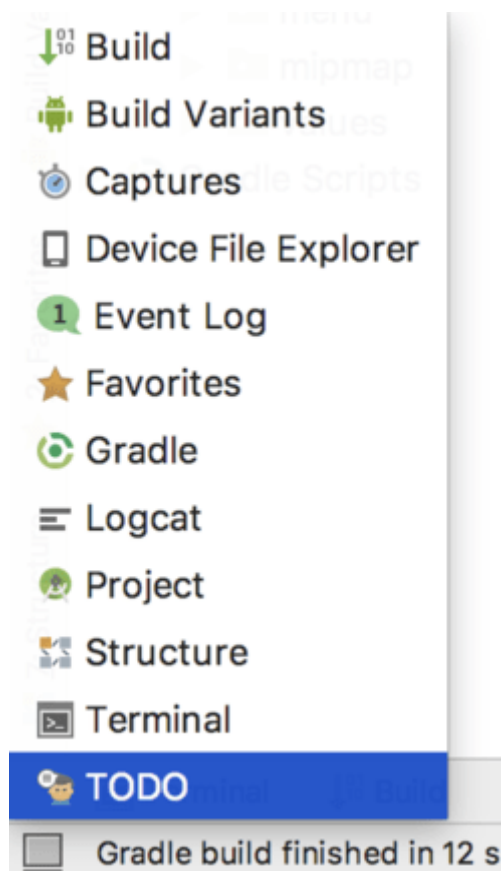 Build
Build Variants
Captures
Device File Explorer
1 Event Log
Favorites
Gradle
Logcat
Project
Structure
Terminal
TODO
Gradle build finished in 12 s